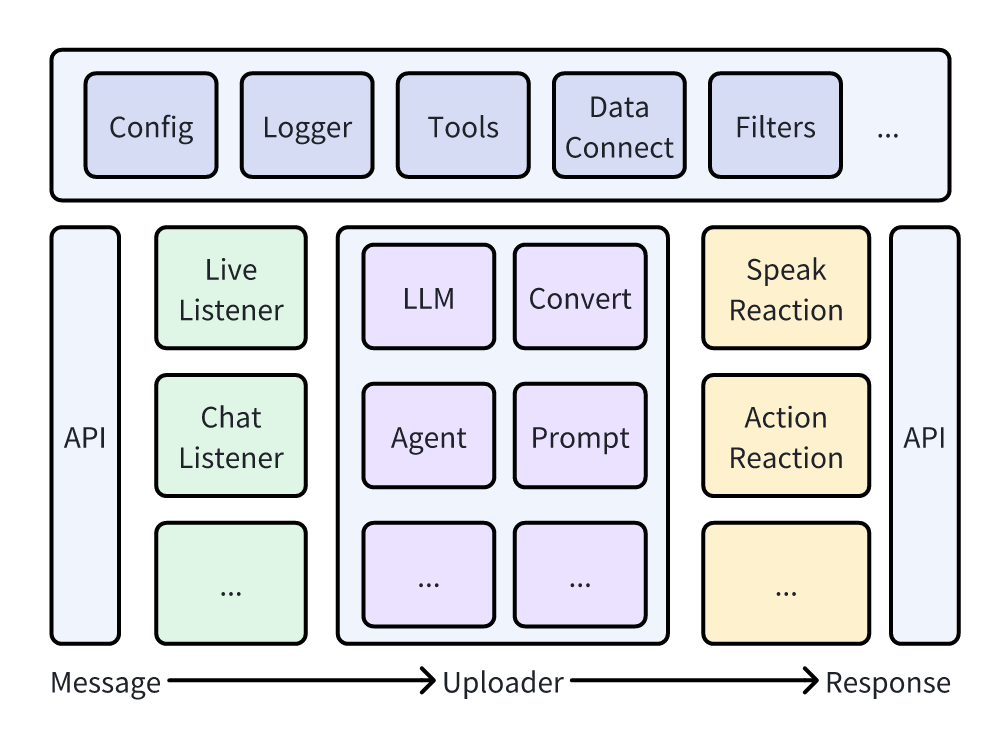 Config
Logger
Tools
Data
Connect
Filters
...
API
Live
Listener
Chat
Listener
...
LLM
Convert
Agent
Prompt
...
...
Speak
Reaction
Action
Reaction
...
API
Message
Uploader
Response